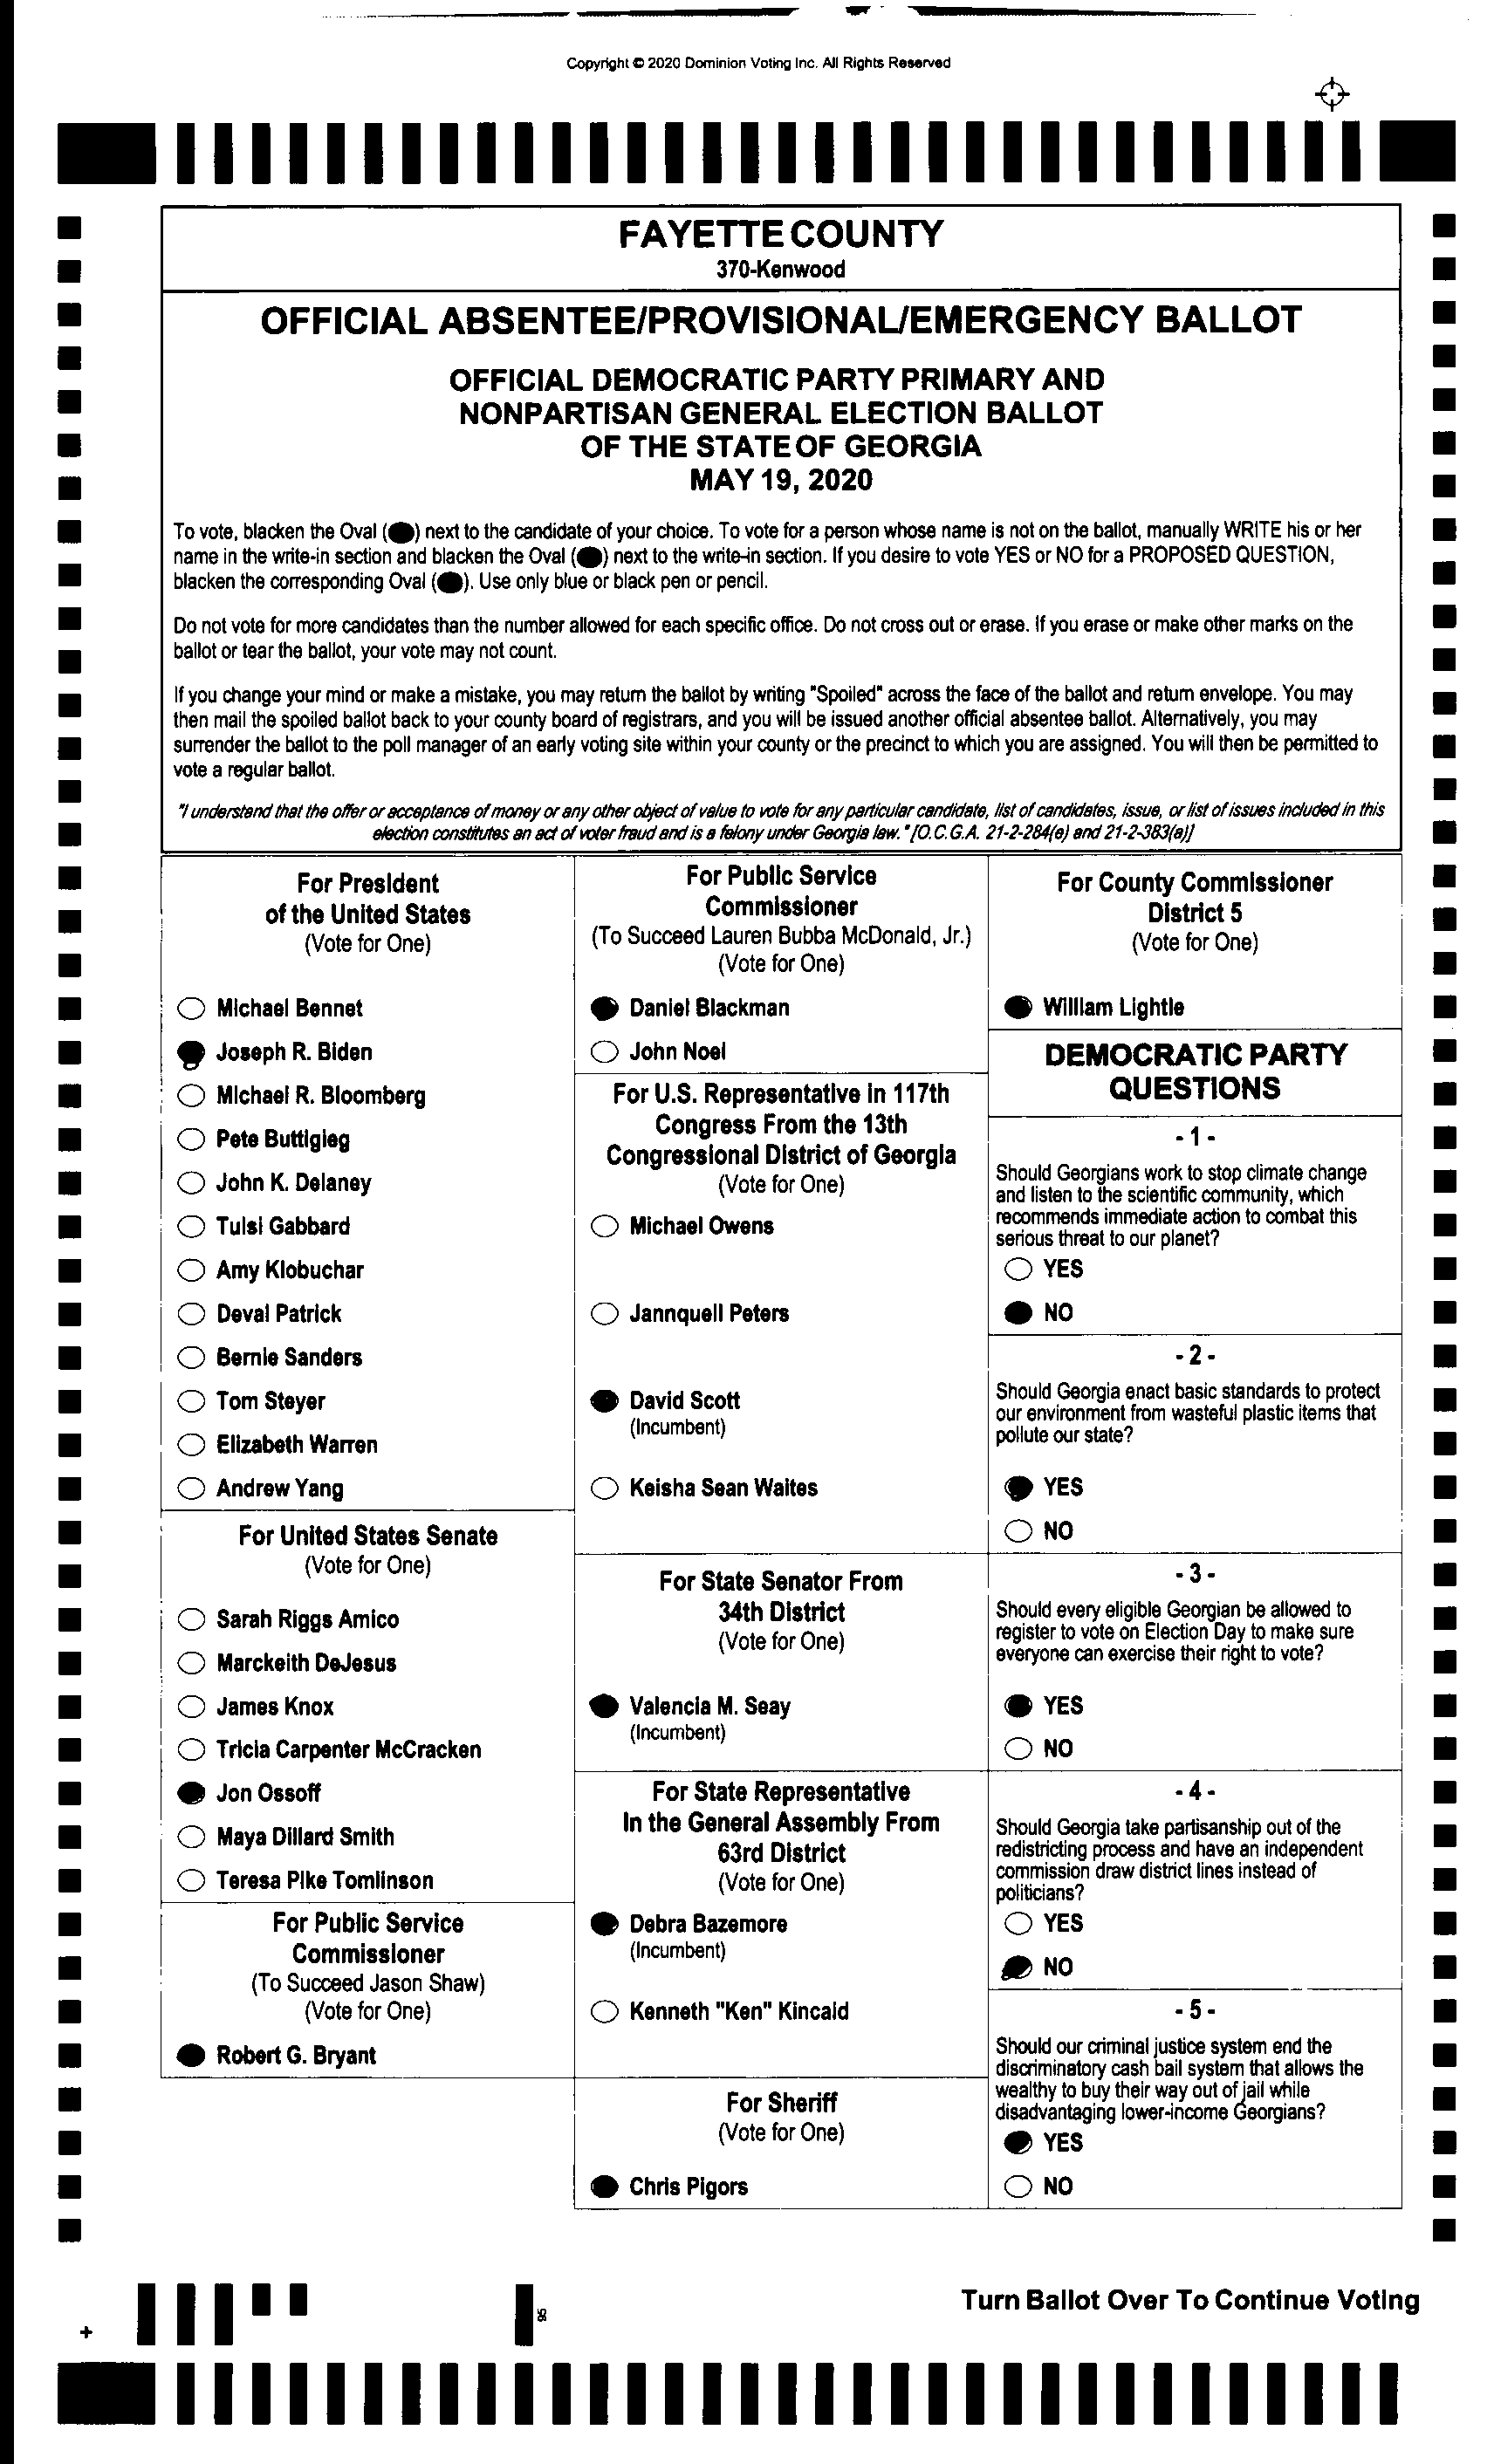 Copyright © 2020 Dominion Voting Inc. All Rights Reserved
FAYETTE COUNTY
370-Kenwood
OFFICIAL ABSENTEE/PROVISIONAL/EMERGENCY BALLOT
OFFICIAL DEMOCRATIC PARTY PRIMARY AND
NONPARTISAN GENERAL ELECTION BALLOT
OF THE STATE OF GEORGIA
MAY 19, 2020
To vote, blacken the Oval ( ) next to the candidate of your choice. To vote for a person whose name is not on the ballot, manually WRITE his or her
name in the write-in section and blacken the Oval ( ) next to the write-in section. If you desire to vote YES or NO for a PROPOSED QUESTION,
blacken the corresponding Oval ( ). Use only blue or black pen or pencil.
Do not vote for more candidates than the number allowed for each specific office. Do not cross out or erase. If you erase or make other marks on the
ballot or tear the ballot, your vote may not count.
If you change your mind or make a mistake, you may return the ballot by writing "Spoiled" across the face of the ballot and return envelope. You may
then mail the spoiled ballot back to your county board of registrars, and you will be issued another official absentee ballot. Alternatively, you may
surrender the ballot to the poll manager of an early voting site within your county or the precinct to which you are assigned. You will then be permitted to
vote a regular ballot.
"I understand that the offer or acceptance of money or any other object of value to vote for any particular candidate, list of candidates, issue, or list of issues included in this
election constitutes an act of voter fraud and is a felony under Georgia law." [O.C.G.A. 21-2-284(e) and 21-2-383(a)]
For President
of the United States
(Vote for One)
Michael Bennet
Joseph R. Biden
Michael R. Bloomberg
Pete Buttigieg
John K. Delaney
Tulsi Gabbard
Amy Klobuchar
Deval Patrick
Bernie Sanders
Tom Steyer
Elizabeth Warren
Andrew Yang
For United States Senate
(Vote for One)
Sarah Riggs Amico
Marckeith DeJesus
James Knox
Tricia Carpenter McCracken
Jon Ossoff
Maya Dillard Smith
Teresa Pike Tomlinson
For Public Service
Commissioner
(To Succeed Jason Shaw)
(Vote for One)
Robert G. Bryant
For Public Service
Commissioner
(To Succeed Lauren Bubba McDonald, Jr.)
(Vote for One)
Daniel Blackman
John Noel
For U.S. Representative in 117th
Congress From the 13th
Congressional District of Georgia
(Vote for One)
Michael Owens
Jannquell Peters
David Scott
(Incumbent)
Keisha Sean Waites
For State Senator From
34th District
(Vote for One)
Valencia M. Seay
(Incumbent)
For State Representative
In the General Assembly From
63rd District
(Vote for One)
Debra Bazemore
(Incumbent)
Kenneth "Ken" Kincaid
For Sheriff
(Vote for One)
Chris Pigors
For County Commissioner
District 5
(Vote for One)
William Lightle
DEMOCRATIC PARTY
QUESTIONS
- 1 -
Should Georgians work to stop climate change
and listen to the scientific community, which
recommends immediate action to combat this
serious threat to our planet?
YES
NO
- 2 -
Should Georgia enact basic standards to protect
our environment from wasteful plastic items that
pollute our state?
YES
NO
- 3 -
Should every eligible Georgian be allowed to
register to vote on Election Day to make sure
everyone can exercise their right to vote?
YES
NO
- 4 -
Should Georgia take partisanship out of the
redistricting process and have an independent
commission draw district lines instead of
politicians?
YES
NO
- 5 -
Should our criminal justice system end the
discriminatory cash bail system that allows the
wealthy to buy their way out of jail while
disadvantaging lower-income Georgians?
YES
NO
Turn Ballot Over To Continue Voting
95